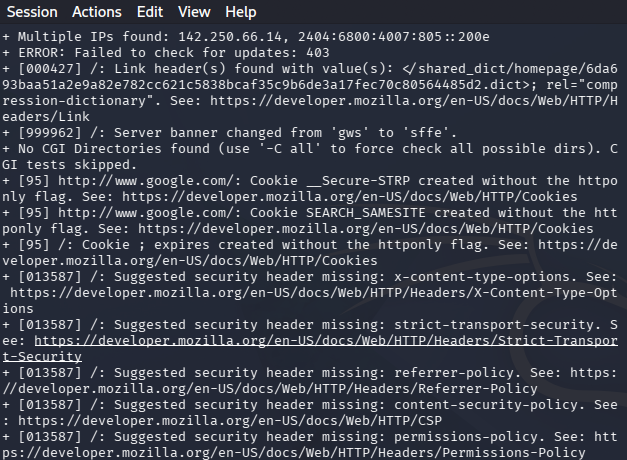 Session Actions Edit View Help
+ Multiple IPs found: 142.250.66.14, 2404:6800:4007:805::200e
+ ERROR: Failed to check for updates: 403
+ [000427] /: Link header(s) found with value(s): </shared_dict/homepage/6da6
93baa51a2e9a82e782cc621c5838bcaf35c9b6de3a17fec70c80564485d2.dict>; rel="comp
ression-dictionary". See: https://developer.mozilla.org/en-US/docs/Web/HTTP/H
eaders/Link
+ [999962] /: Server banner changed from 'gws' to 'sffe'.
+ No CGI Directories found (use '-C all' to force check all possible dirs). C
GI tests skipped.
+ [95] http://www.google.com/: Cookie __Secure-STRP created without the httpo
nly flag. See: https://developer.mozilla.org/en-US/docs/Web/HTTP/Cookies
+ [95] http://www.google.com/: Cookie SEARCH_SAMESITE created without the htt
ponly flag. See: https://developer.mozilla.org/en-US/docs/Web/HTTP/Cookies
+ [95] /: Cookie ; expires created without the httponly flag. See: https://de
veloper.mozilla.org/en-US/docs/Web/HTTP/Cookies
+ [013587] /: Suggested security header missing: x-content-type-options. See:
https://developer.mozilla.org/en-US/docs/Web/HTTP/Headers/X-Content-Type-Opt
ions
+ [013587] /: Suggested security header missing: strict-transport-security. S
ee: https://developer.mozilla.org/en-US/docs/Web/HTTP/Headers/Strict-Transpor
t-Security
+ [013587] /: Suggested security header missing: referrer-policy. See: https:
//developer.mozilla.org/en-US/docs/Web/HTTP/Headers/Referrer-Policy
+ [013587] /: Suggested security header missing: content-security-policy. See
: https://developer.mozilla.org/en-US/docs/Web/HTTP/CSP
+ [013587] /: Suggested security header missing: permissions-policy. See: htt
ps://developer.mozilla.org/en-US/docs/Web/HTTP/Headers/Permissions-Policy